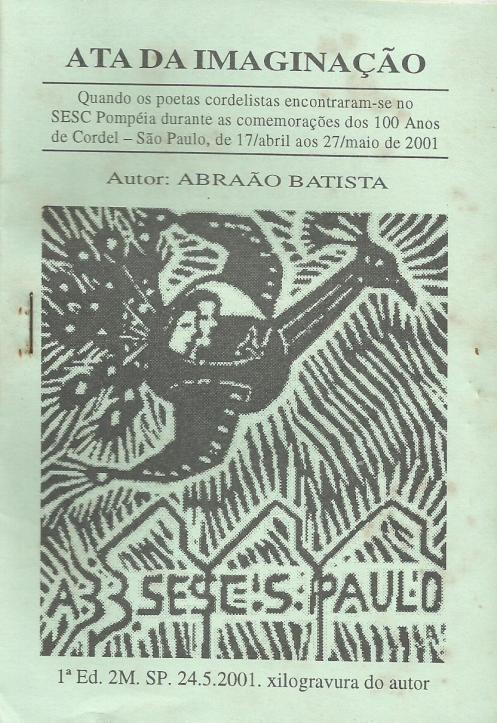 ATA DA IMAGINAÇÃO
Quando os poetas cordelistas encontraram-se no
SESC Pompéia durante as comemorações dos 100 Anos
de Cordel – São Paulo, de 17/abril aos 27/maio de 2001
Autor: ABRAÃO BATISTA
SESC: S. PAULO
1ª Ed. 2M. SP. 24.5.2001. xilogravura do autor